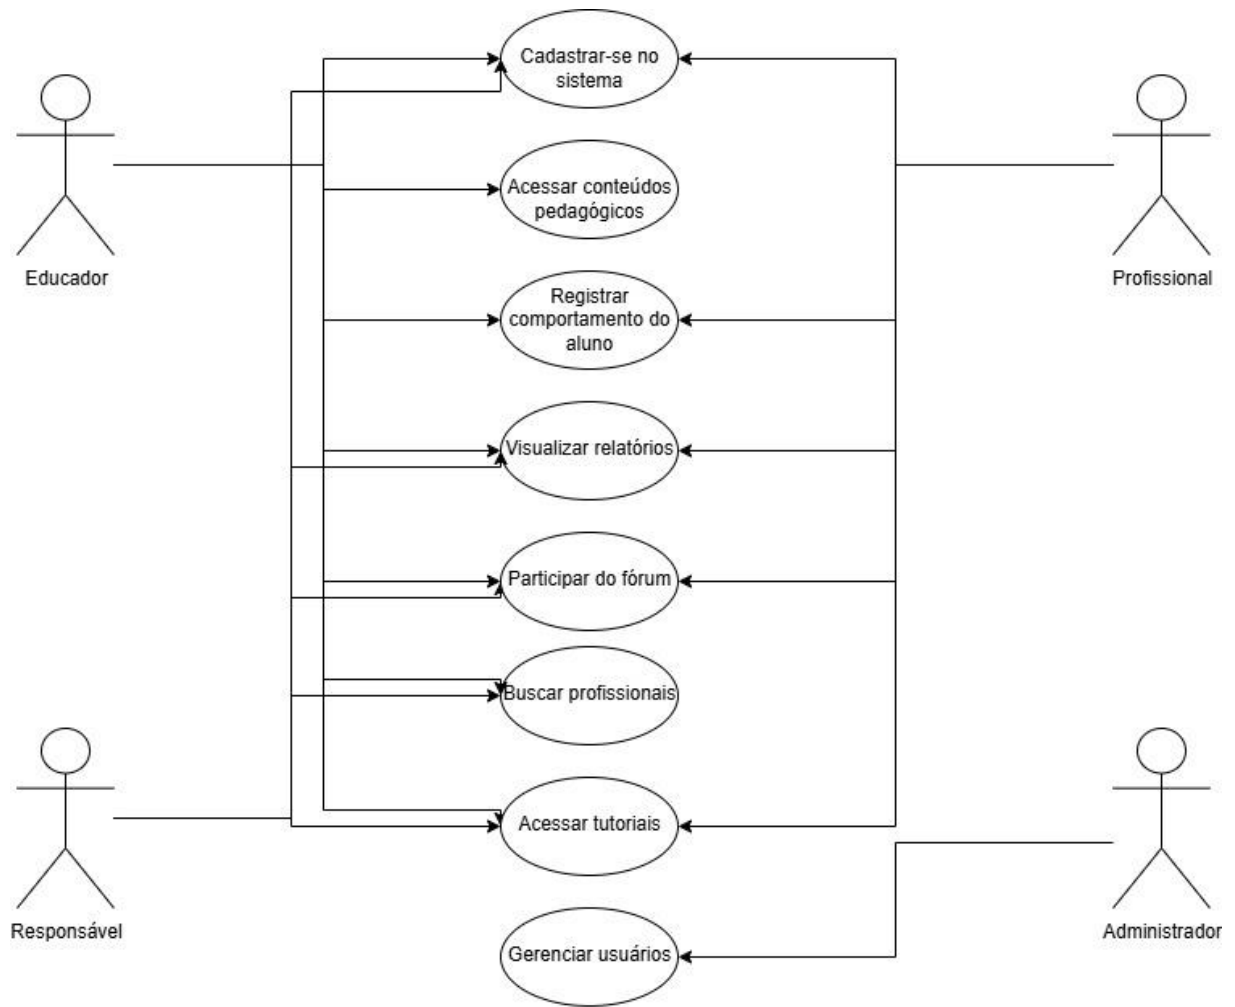 Cadastrar-se no
sistema
Acessar conteúdos
pedagógicos
Educador
Profissional
Registrar
comportamento do
aluno
Visualizar relatórios
Participar do fórum
Buscar profissionais
Acessar tutoriais
Responsável
Administrador
Gerenciar usuários